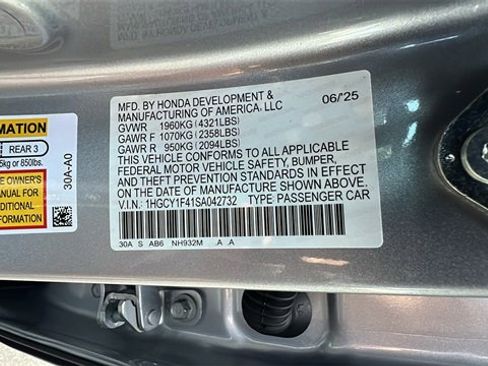 MFD. BY HONDA DEVELOPMENT &
MANUFACTURING OF AMERICA, LLC 06/'25
GVWR 1960KG(4321LBS)
GAWR F 1070KG(2358LBS)
GAWR R 950KG(2094LBS)
THIS VEHICLE CONFORMS TO ALL APPLICABLE
FEDERAL MOTOR VEHICLE SAFETY, BUMPER,
AND THEFT PREVENTION STANDARDS IN EFFECT
ON THE DATE OF MANUFACTURE SHOWN ABOVE.
V.I.N.: 1HGCY1F41SA042732 TYPE: PASSENGER CAR
30A S AB6 NH932M .A .A
RMATION
REAR 3
5kg or 850lbs.
E OWNER'S
NUAL FOR
DITIONAL
ORMATION
30A-A0